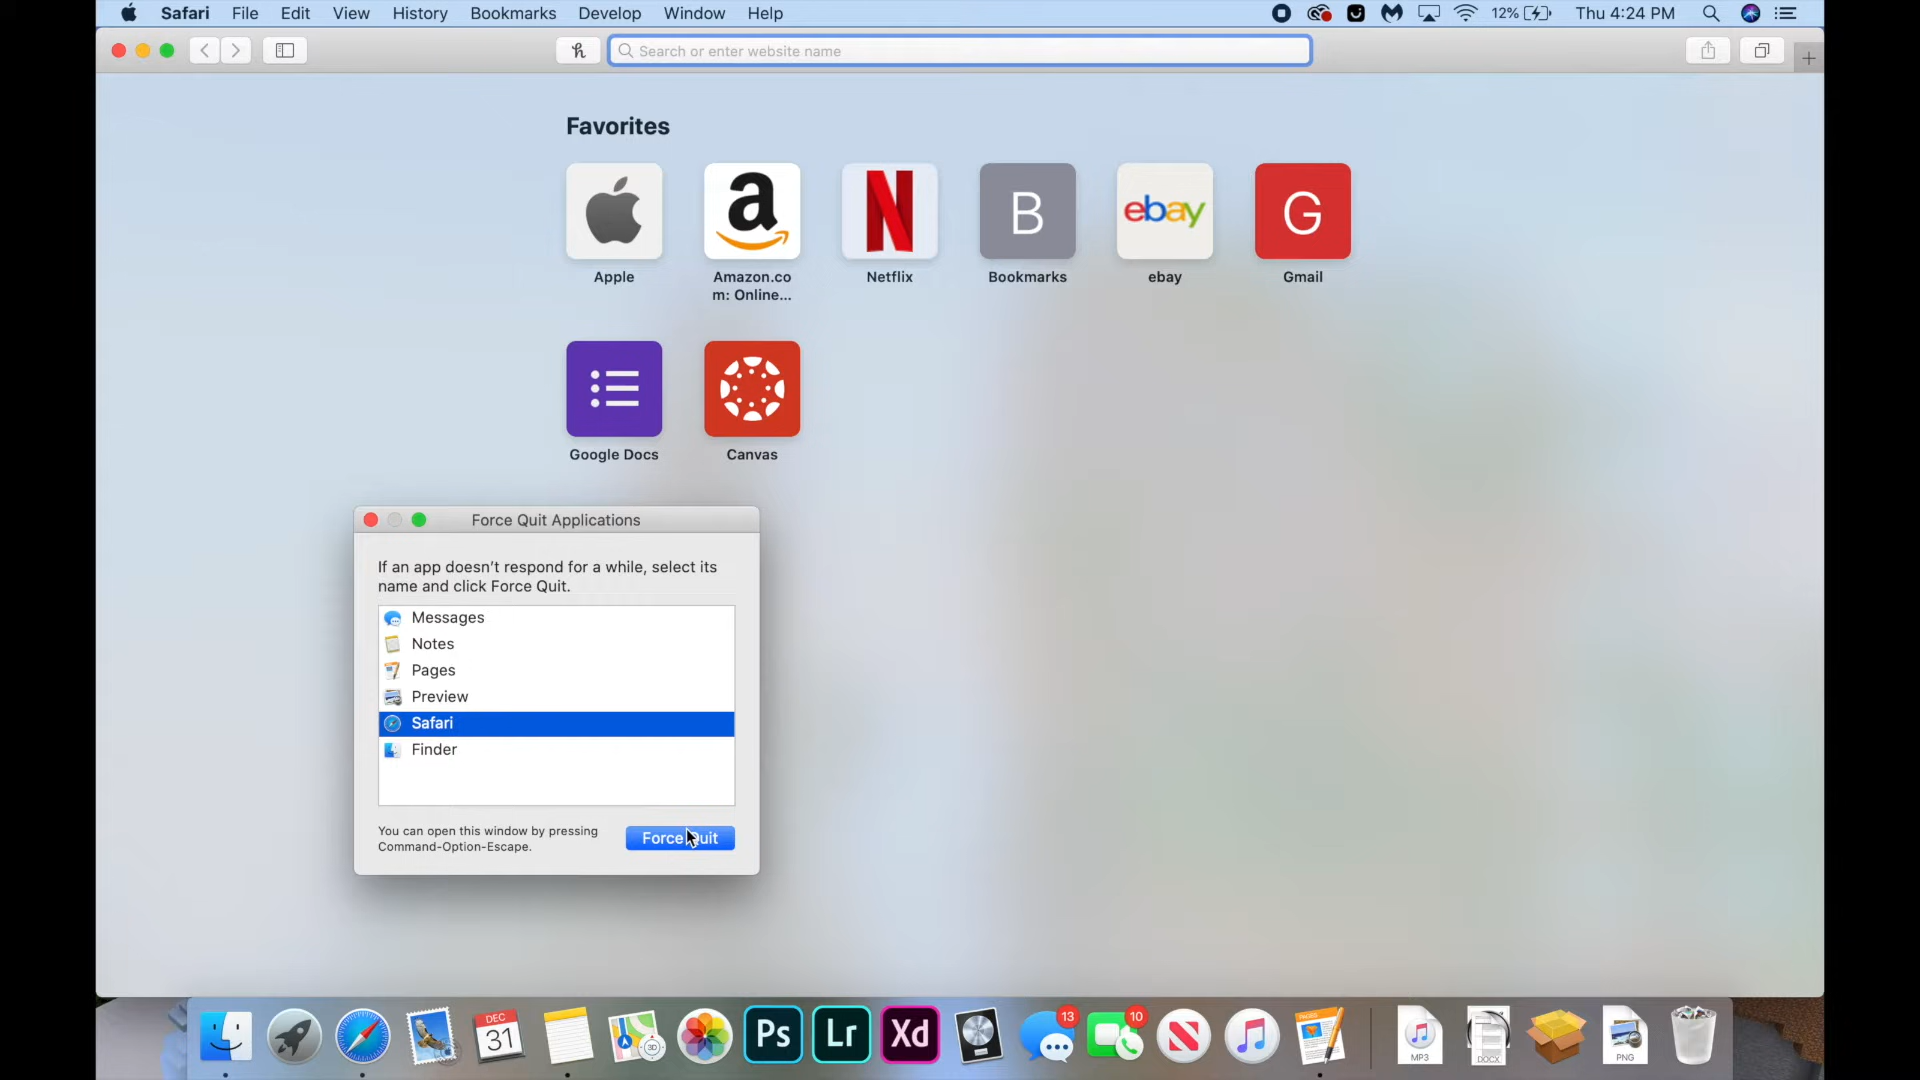 Safari File Edit View History Bookmarks Develop Window Help
12% Thu 4:24 PM
h Search or enter website name
Favorites
a N B ebay G
Apple Amazon.co Netflix Bookmarks ebay Gmail
m: Online...
Google Docs Canvas
Force Quit Applications
If an app doesn't respond for a while, select its
name and click Force Quit.
Messages
Notes
Pages
Preview
Safari
Finder
You can open this window by pressing
Command-Option-Escape.
Force Quit
DEC
31
3D
Ps Lr Xd
13
10
MP3
DOCX
PNG